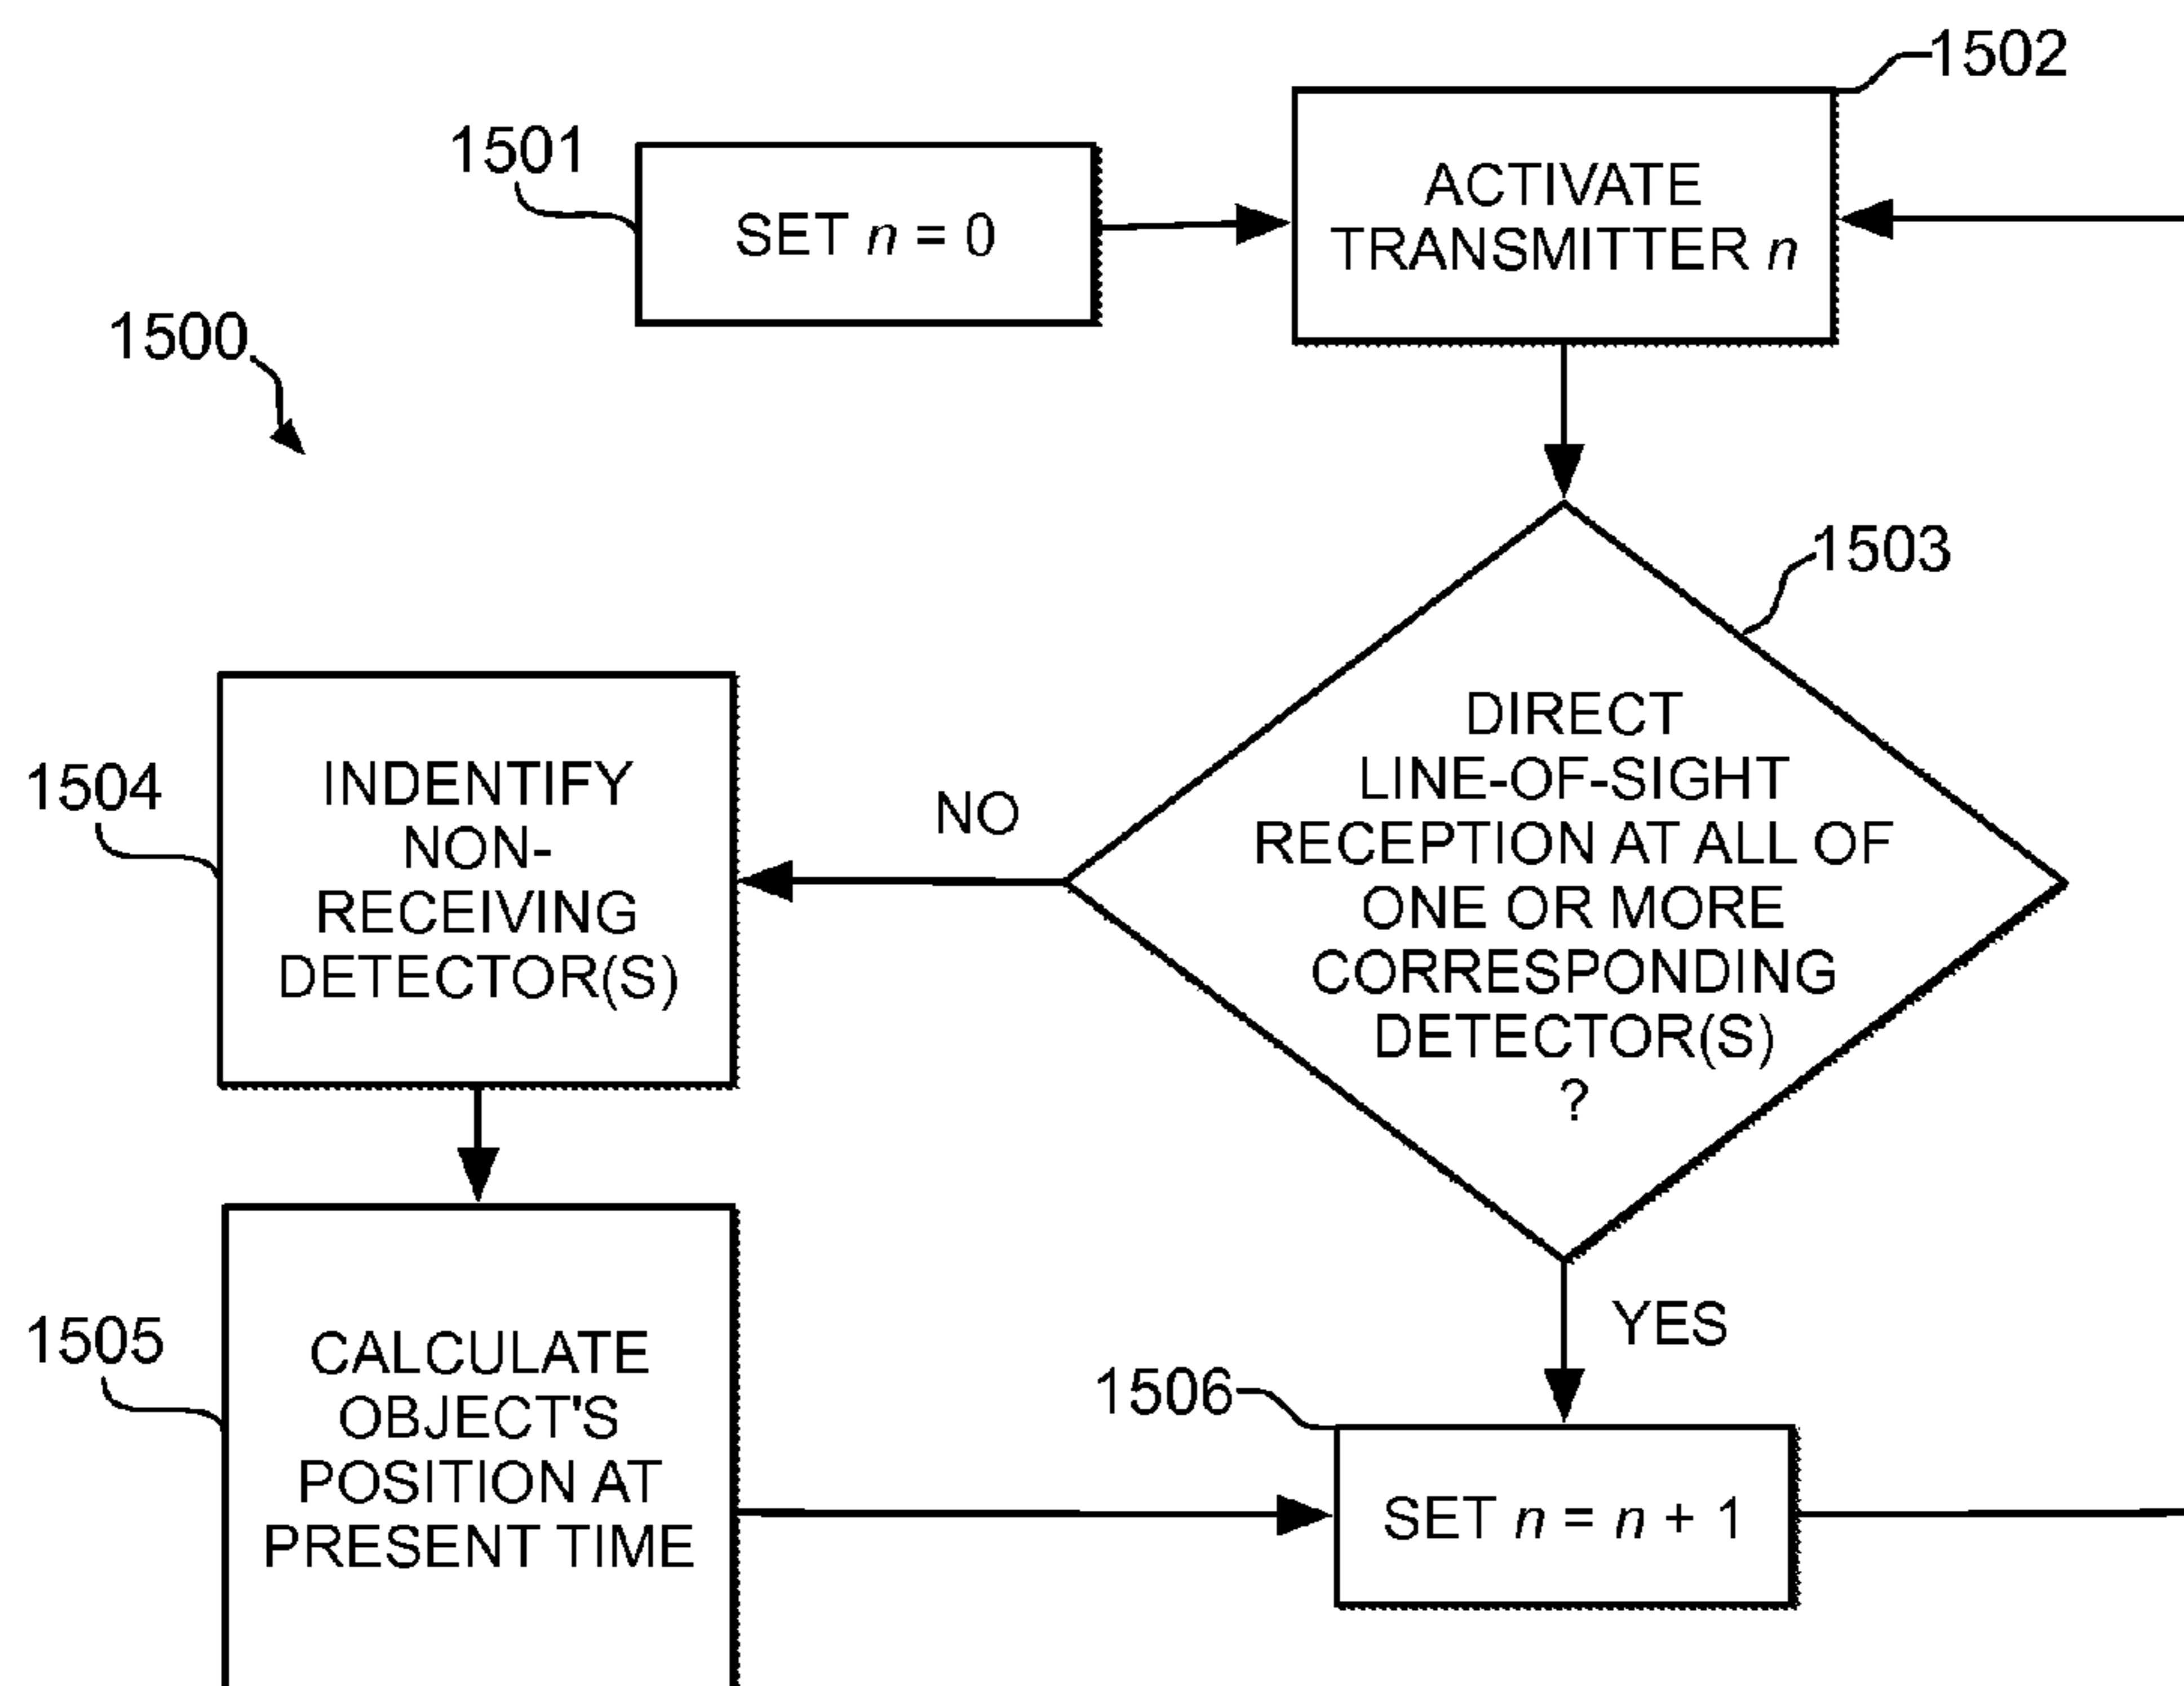 1502
1501
ACTIVATE
TRANSMITTER n
SET n = 0
1500
1503
DIRECT
LINE-OF-SIGHT
RECEPTION AT ALL OF
ONE OR MORE
CORRESPONDING
DETECTOR(S)
?
NO
1504
INDENTIFY
NON-
RECEIVING
DETECTOR(S)
YES
1505
CALCULATE
OBJECT'S
POSITION AT
PRESENT TIME
1506
SET n = n + 1